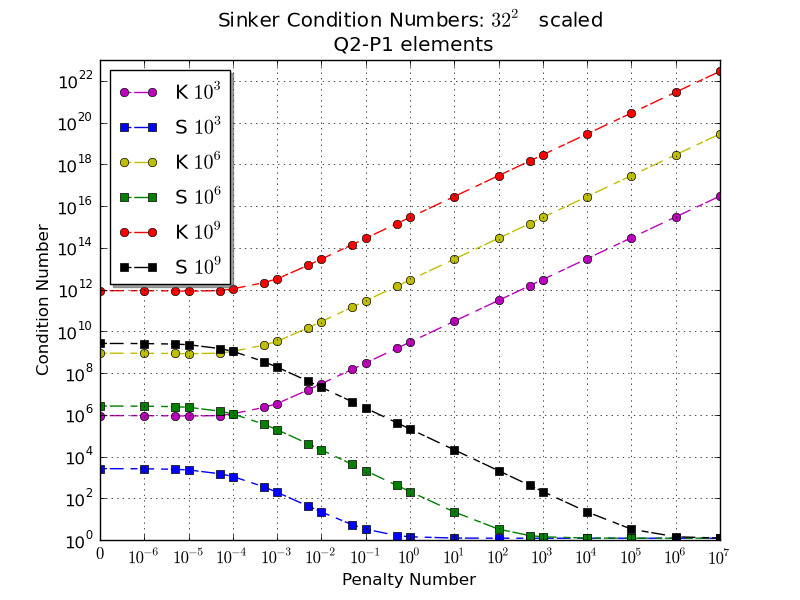 Sinker Condition Numbers: 32² scaled
Q2-P1 elements
K 10³
S 10³
K 10⁶
S 10⁶
K 10⁹
S 10⁹
Condition Number
10²²
10²⁰
10¹⁸
10¹⁶
10¹⁴
10¹²
10¹⁰
10⁸
10⁶
10⁴
10²
10⁰
0 10⁻⁶ 10⁻⁵ 10⁻⁴ 10⁻³ 10⁻² 10⁻¹ 10⁰ 10¹ 10² 10³ 10⁴ 10⁵ 10⁶ 10⁷
Penalty Number